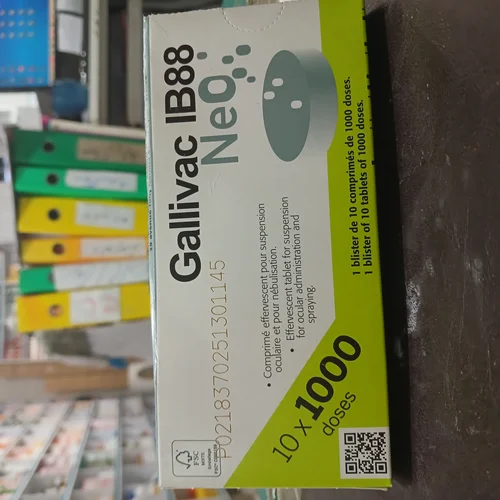 Gallivac IB88
Neo
P0218370251301145
• Comprimé effervescent pour suspension
oculaire et pour nébulisation.
• Effervescent tablet for suspension
for ocular administration and
spraying.
1 blister de 10 comprimés de 1000 doses.
1 blister of 10 tablets of 1000 doses.
10 x 1000
doses
FSC